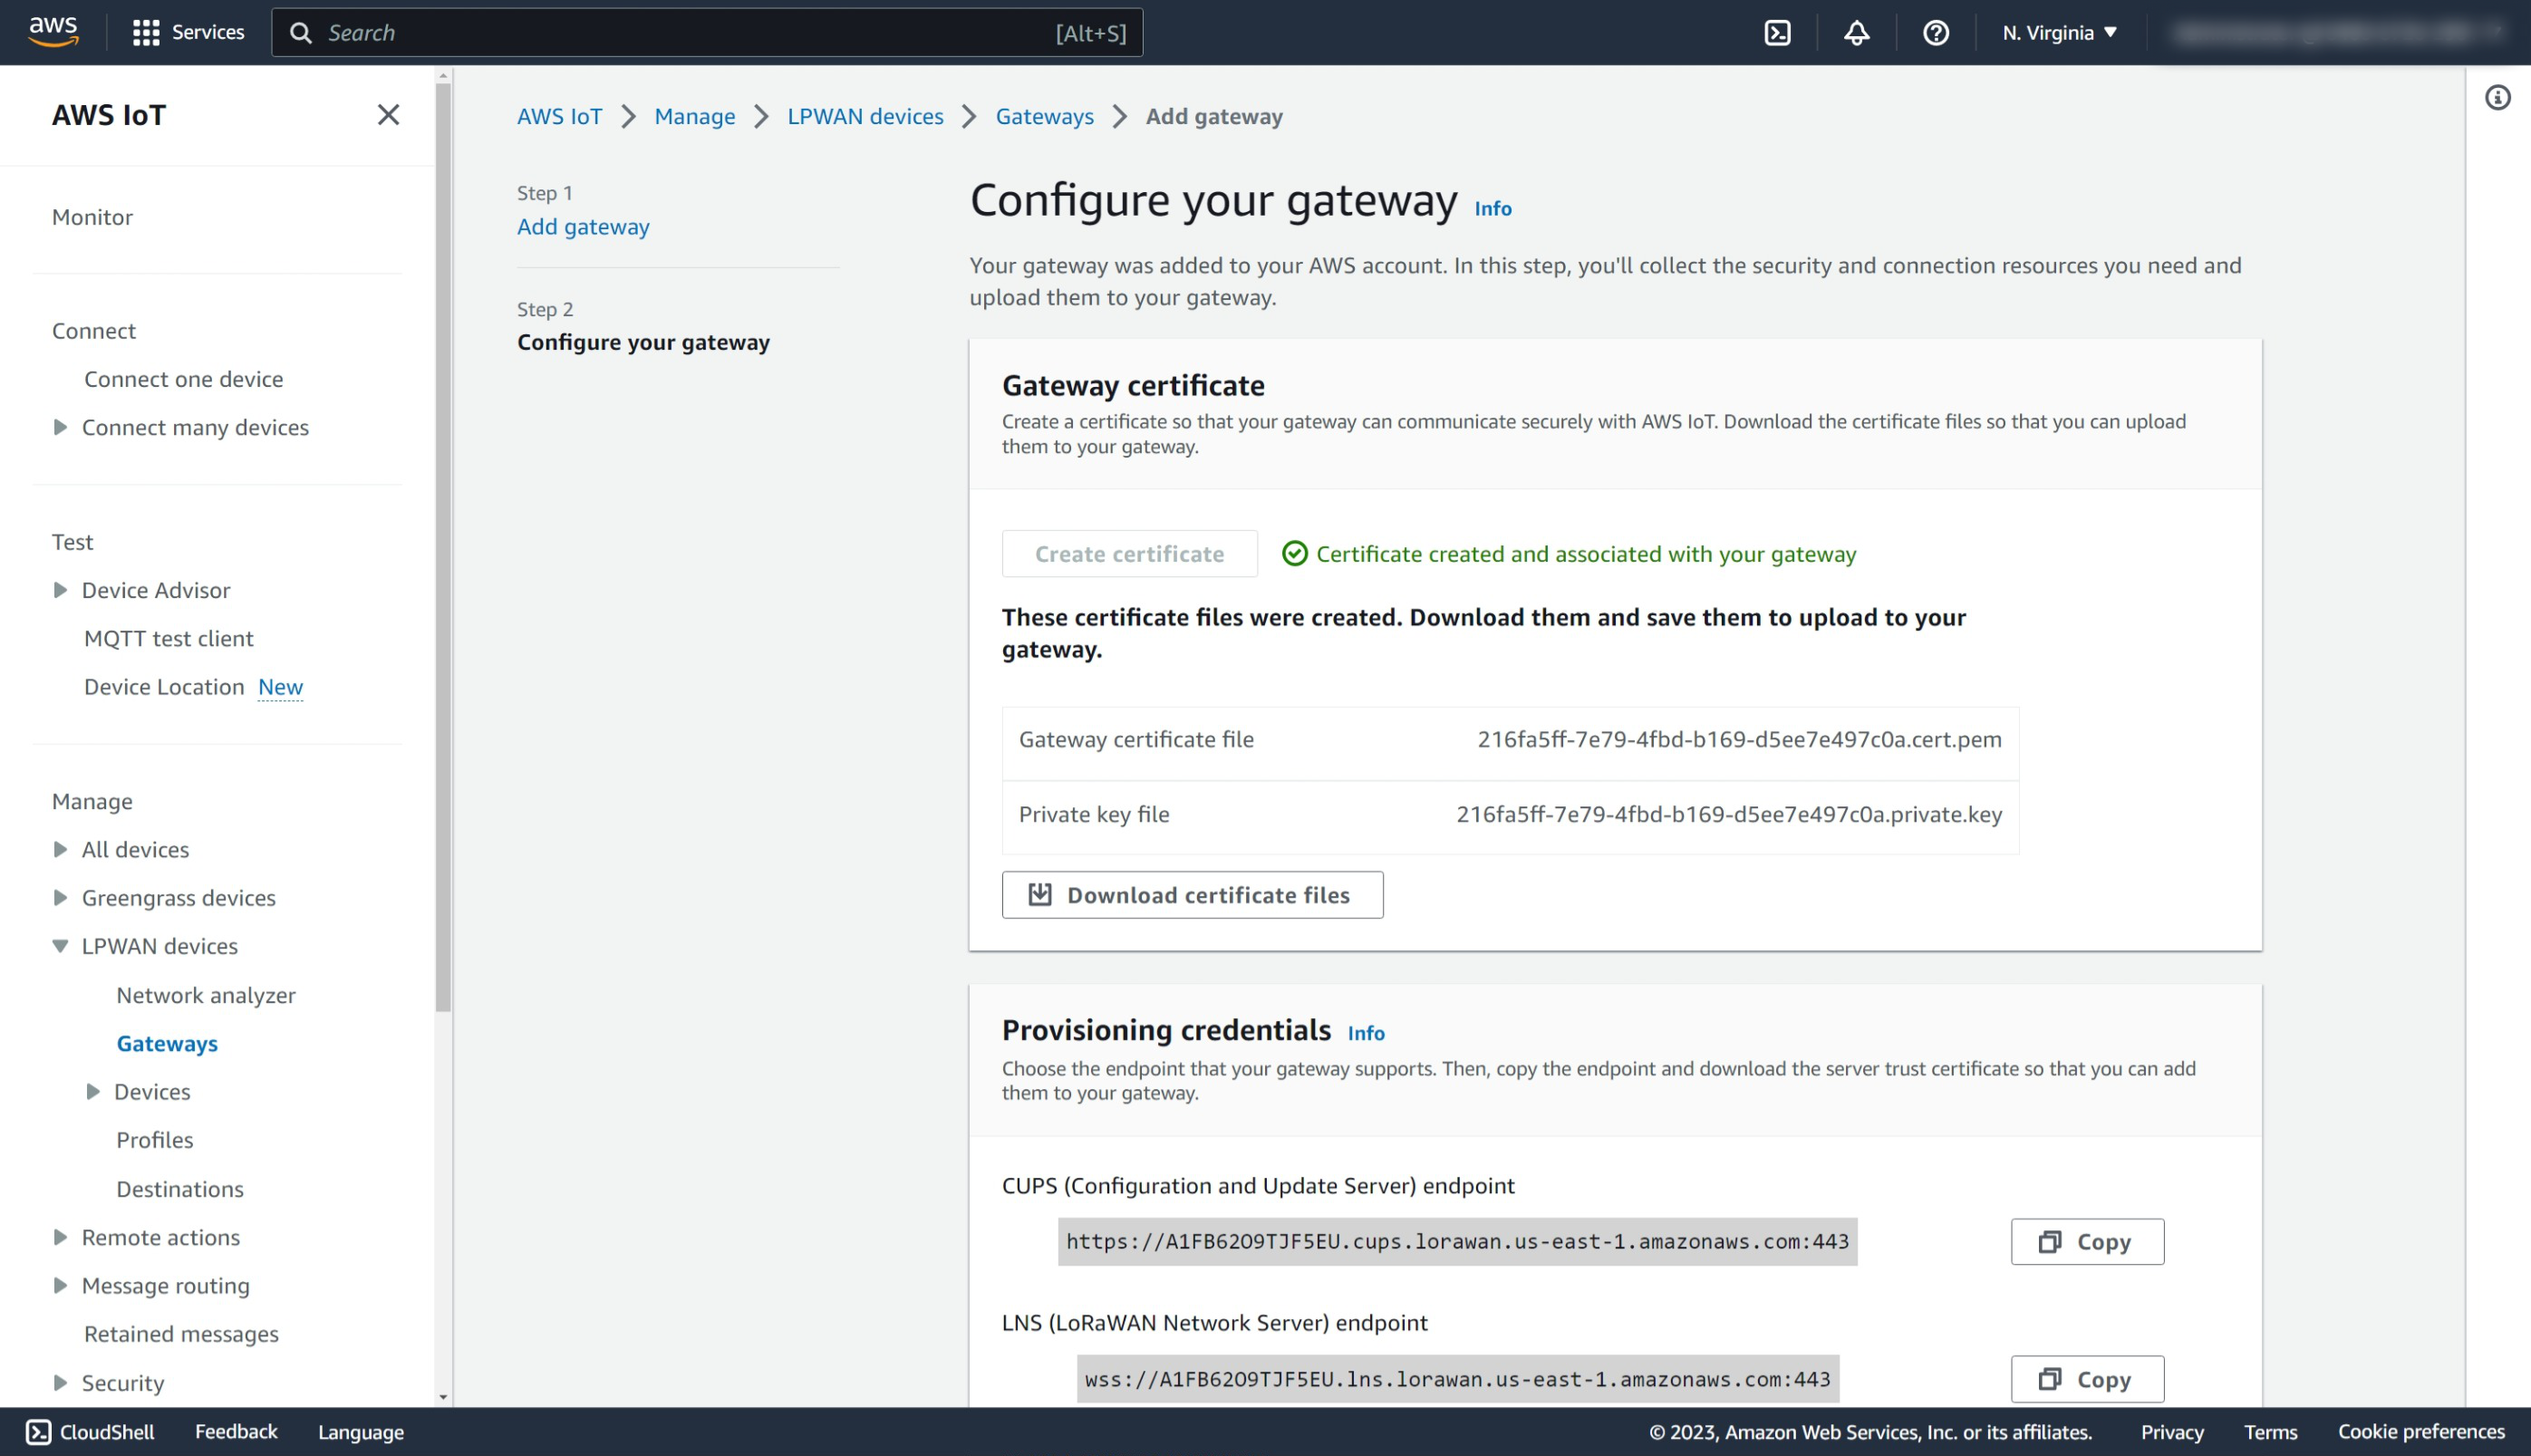 aws
Services
Search
[Alt+S]
N. Virginia
AWS IoT
Monitor
Connect
Connect one device
Connect many devices
Test
Device Advisor
MQTT test client
Device Location New
Manage
All devices
Greengrass devices
LPWAN devices
Network analyzer
Gateways
Devices
Profiles
Destinations
Remote actions
Message routing
Retained messages
Security
AWS IoT
Manage
LPWAN devices
Gateways
Add gateway
Step 1
Add gateway
Step 2
Configure your gateway
Configure your gateway Info
Your gateway was added to your AWS account. In this step, you'll collect the security and connection resources you need and
upload them to your gateway.
Gateway certificate
Create a certificate so that your gateway can communicate securely with AWS IoT. Download the certificate files so that you can upload
them to your gateway.
Create certificate
Certificate created and associated with your gateway
These certificate files were created. Download them and save them to upload to your
gateway.
Gateway certificate file
216fa5ff-7e79-4fbd-b169-d5ee7e497c0a.cert.pem
Private key file
216fa5ff-7e79-4fbd-b169-d5ee7e497c0a.private.key
Download certificate files
Provisioning credentials Info
Choose the endpoint that your gateway supports. Then, copy the endpoint and download the server trust certificate so that you can add
them to your gateway.
CUPS (Configuration and Update Server) endpoint
https://A1FB62O9TJF5EU.cups.lorawan.us-east-1.amazonaws.com:443
Copy
LNS (LoRaWAN Network Server) endpoint
wss://A1FB62O9TJF5EU.lns.lorawan.us-east-1.amazonaws.com:443
Copy
CloudShell
Feedback
Language
© 2023, Amazon Web Services, Inc. or its affiliates.
Privacy
Terms
Cookie preferences